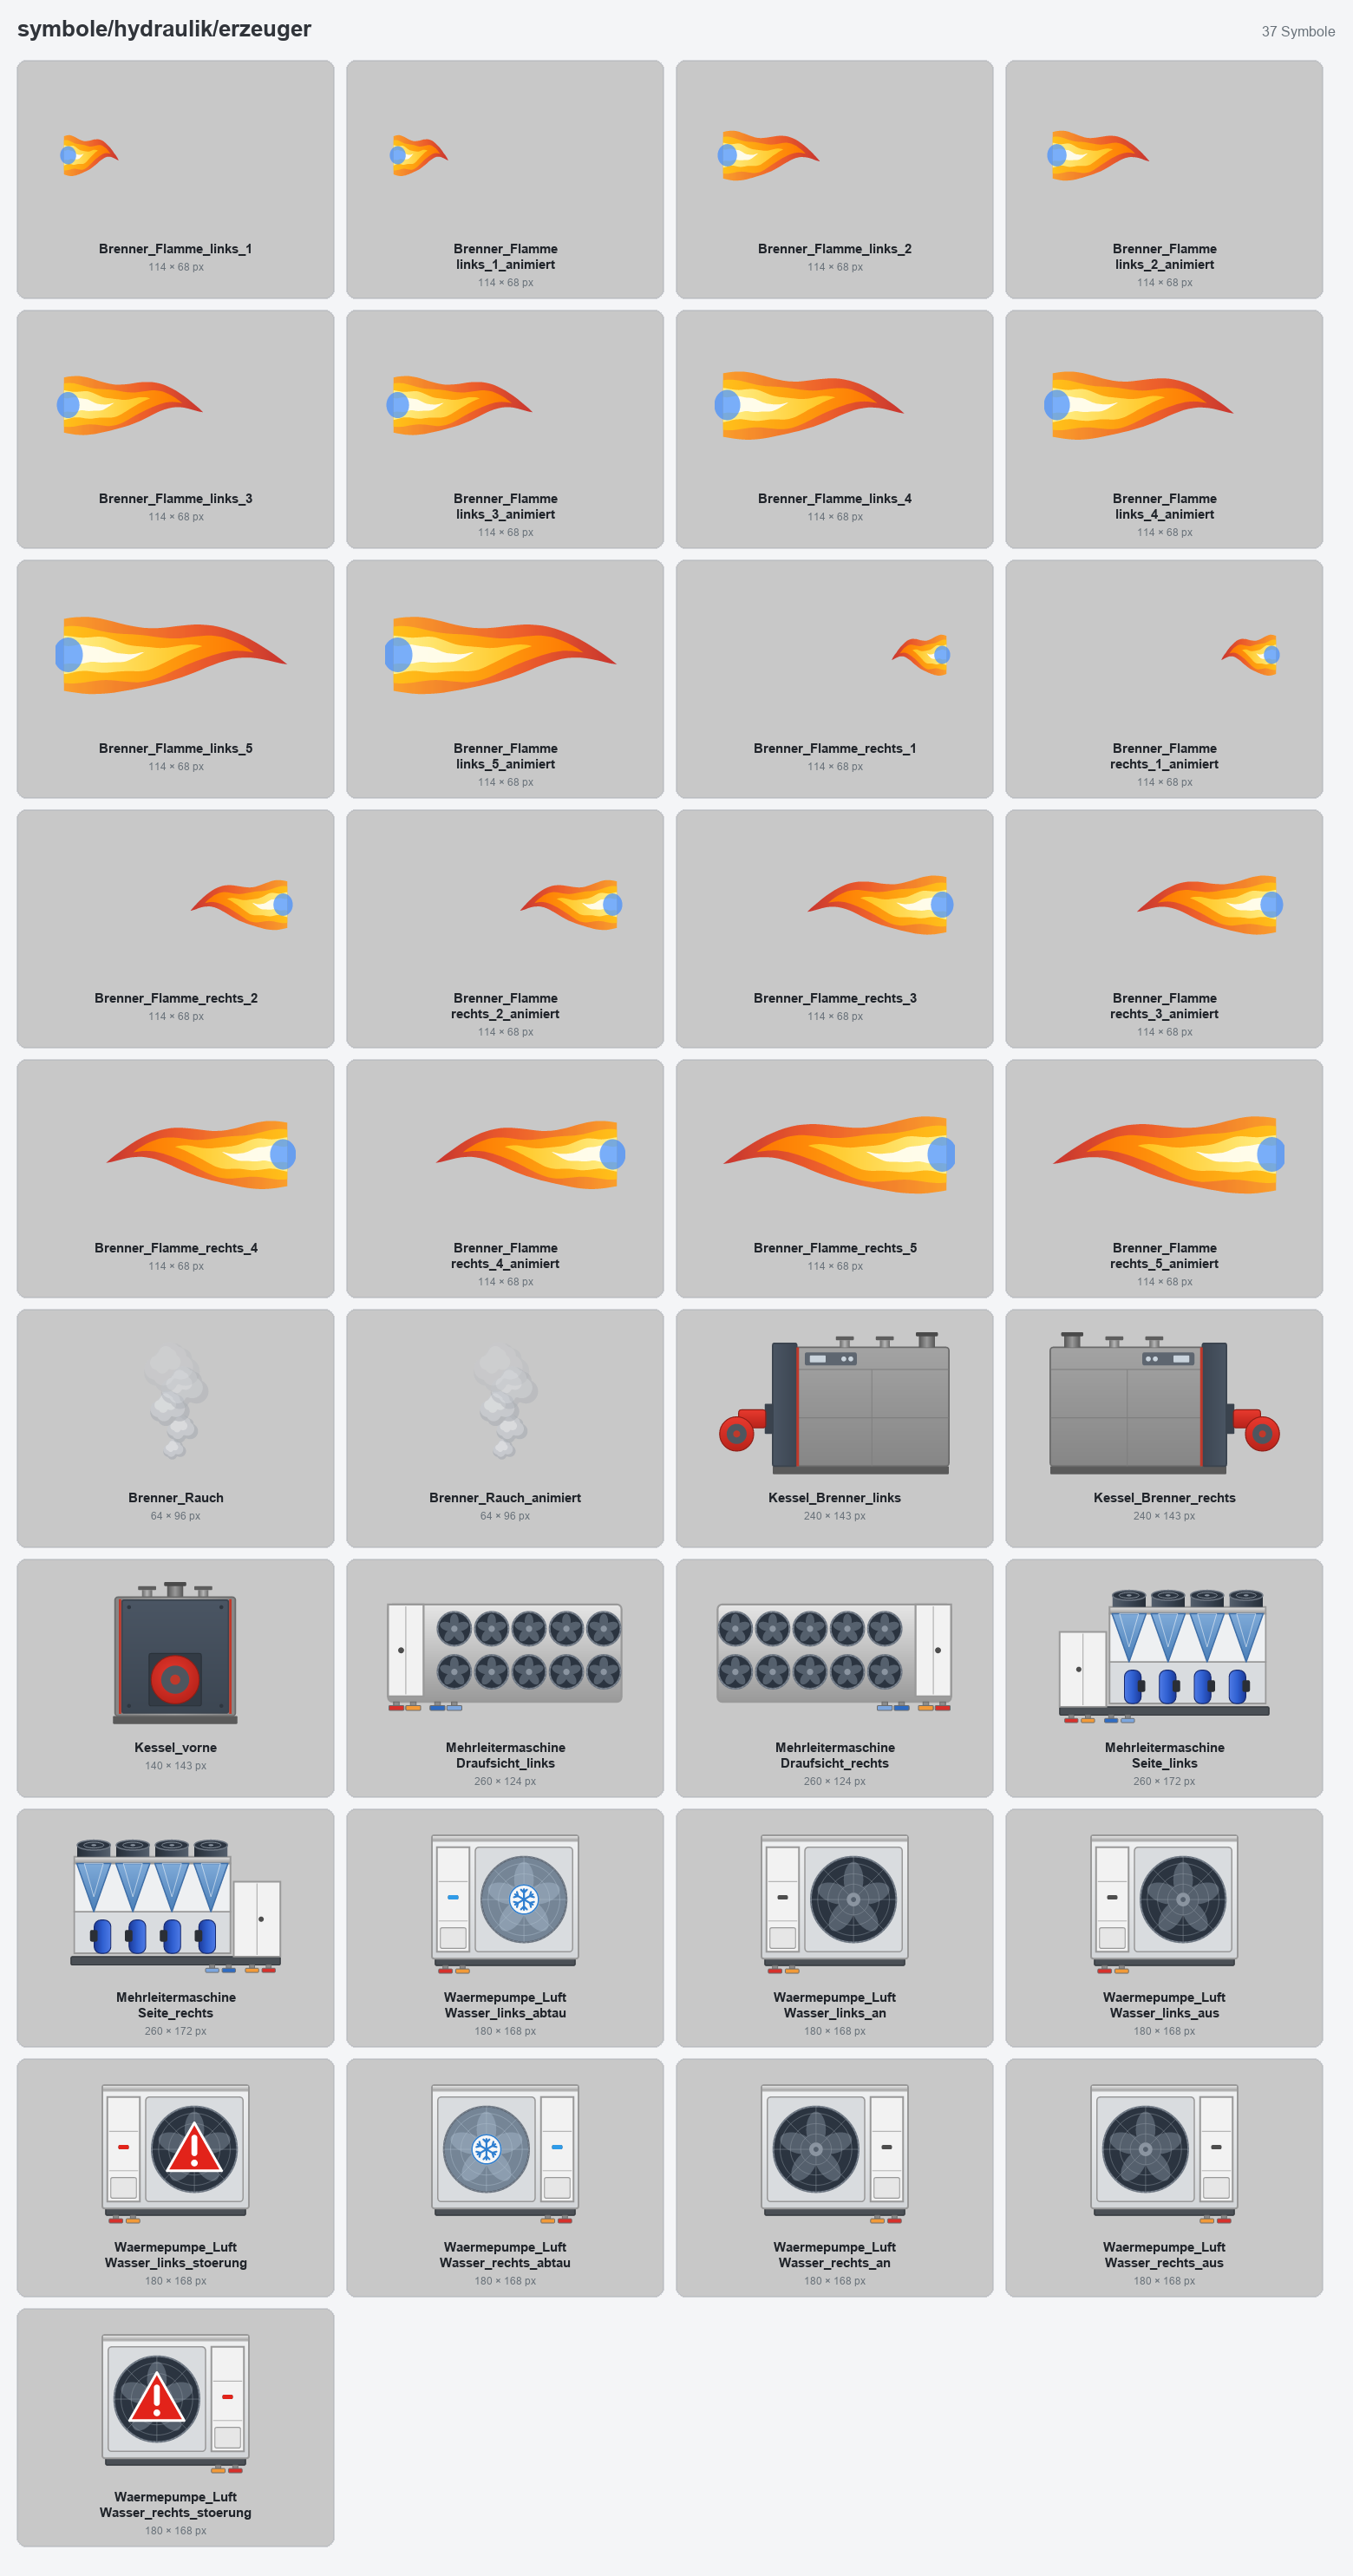 symbole/hydraulik/erzeuger
37 Symbole
Brenner_Flamme_links_1
114 × 68 px
Brenner_Flamme
links_1_animiert
114 × 68 px
Brenner_Flamme_links_2
114 × 68 px
Brenner_Flamme
links_2_animiert
114 × 68 px
Brenner_Flamme_links_3
114 × 68 px
Brenner_Flamme
links_3_animiert
114 × 68 px
Brenner_Flamme_links_4
114 × 68 px
Brenner_Flamme
links_4_animiert
114 × 68 px
Brenner_Flamme_links_5
114 × 68 px
Brenner_Flamme
links_5_animiert
114 × 68 px
Brenner_Flamme_rechts_1
114 × 68 px
Brenner_Flamme
rechts_1_animiert
114 × 68 px
Brenner_Flamme_rechts_2
114 × 68 px
Brenner_Flamme
rechts_2_animiert
114 × 68 px
Brenner_Flamme_rechts_3
114 × 68 px
Brenner_Flamme
rechts_3_animiert
114 × 68 px
Brenner_Flamme_rechts_4
114 × 68 px
Brenner_Flamme
rechts_4_animiert
114 × 68 px
Brenner_Flamme_rechts_5
114 × 68 px
Brenner_Flamme
rechts_5_animiert
114 × 68 px
Brenner_Rauch
64 × 96 px
Brenner_Rauch_animiert
64 × 96 px
Kessel_Brenner_links
240 × 143 px
Kessel_Brenner_rechts
240 × 143 px
Kessel_vorne
140 × 143 px
Mehrleitermaschine
Draufsicht_links
260 × 124 px
Mehrleitermaschine
Draufsicht_rechts
260 × 124 px
Mehrleitermaschine
Seite_links
260 × 172 px
Mehrleitermaschine
Seite_rechts
260 × 172 px
Waermepumpe_Luft
Wasser_links_abtau
180 × 168 px
Waermepumpe_Luft
Wasser_links_an
180 × 168 px
Waermepumpe_Luft
Wasser_links_aus
180 × 168 px
Waermepumpe_Luft
Wasser_links_stoerung
180 × 168 px
Waermepumpe_Luft
Wasser_rechts_abtau
180 × 168 px
Waermepumpe_Luft
Wasser_rechts_an
180 × 168 px
Waermepumpe_Luft
Wasser_rechts_aus
180 × 168 px
Waermepumpe_Luft
Wasser_rechts_stoerung
180 × 168 px